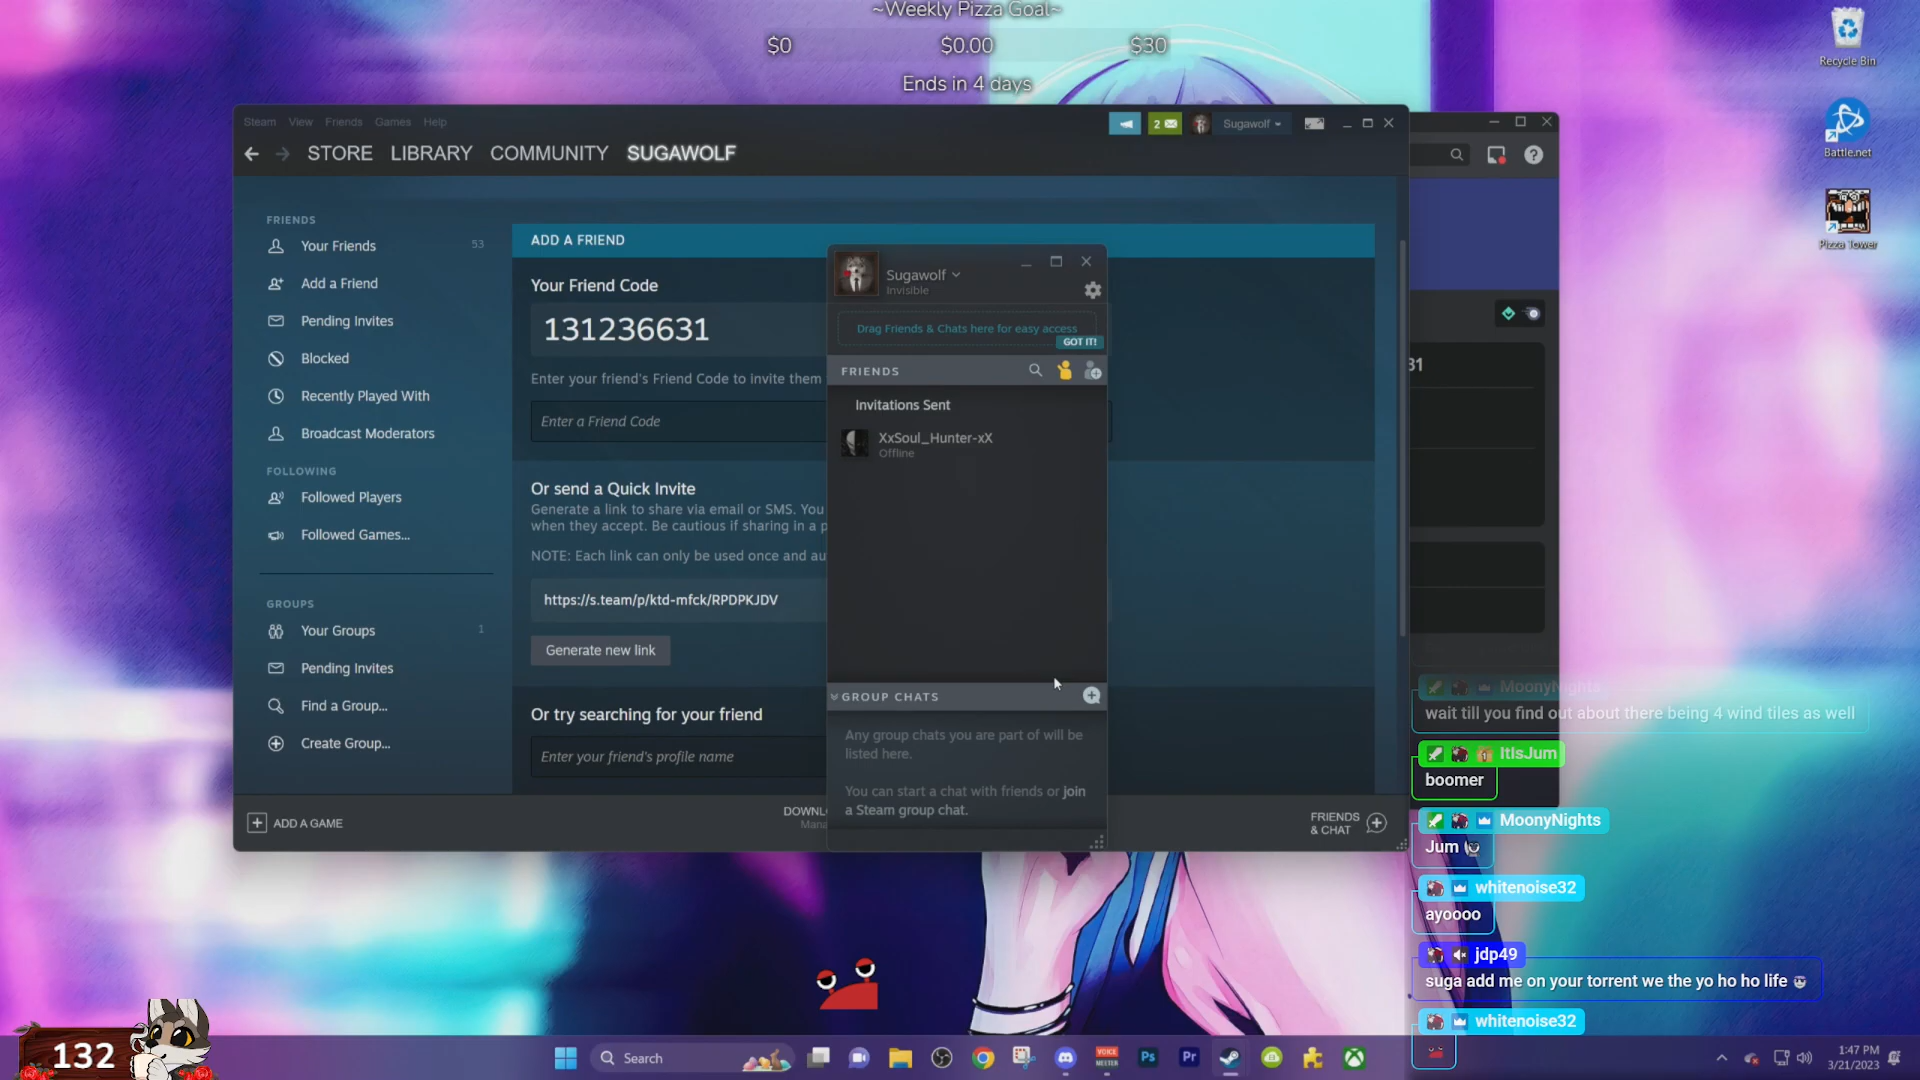 ~Weekly Pizza Goal~
$0 $0.00 $30
Ends in 4 days
Recycle Bin
Battle.net
Pizza Tower
Steam View Friends Games Help
2 Sugawolf
STORE LIBRARY COMMUNITY SUGAWOLF
FRIENDS
Your Friends 53
Add a Friend
Pending Invites
Blocked
Recently Played With
Broadcast Moderators
FOLLOWING
Followed Players
Followed Games...
GROUPS
Your Groups 1
Pending Invites
Find a Group...
Create Group...
ADD A FRIEND
Your Friend Code
131236631
Enter your friend's Friend Code to invite them
Enter a Friend Code
Or send a Quick Invite
Generate a link to share via email or SMS. You
when they accept. Be cautious if sharing in a p
NOTE: Each link can only be used once and au
https://s.team/p/ktd-mfck/RPDPKJDV
Generate new link
Or try searching for your friend
Enter your friend's profile name
Sugawolf
Invisible
Drag Friends & Chats here for easy access
GOT IT!
FRIENDS
Invitations Sent
XxSoul_Hunter-xX
Offline
GROUP CHATS
Any group chats you are part of will be
listed here.
You can start a chat with friends or join
a Steam group chat.
ADD A GAME
DOWNL
Mana
FRIENDS
& CHAT
31
MoonyNights
wait till you find out about there being 4 wind tiles as well
ItIsJum
boomer
MoonyNights
Jum
whitenoise32
ayoooo
jdp49
suga add me on your torrent we the yo ho ho life
whitenoise32
132
Search
VOICE
MEETER
Ps
Pr
1:47 PM
3/21/2023